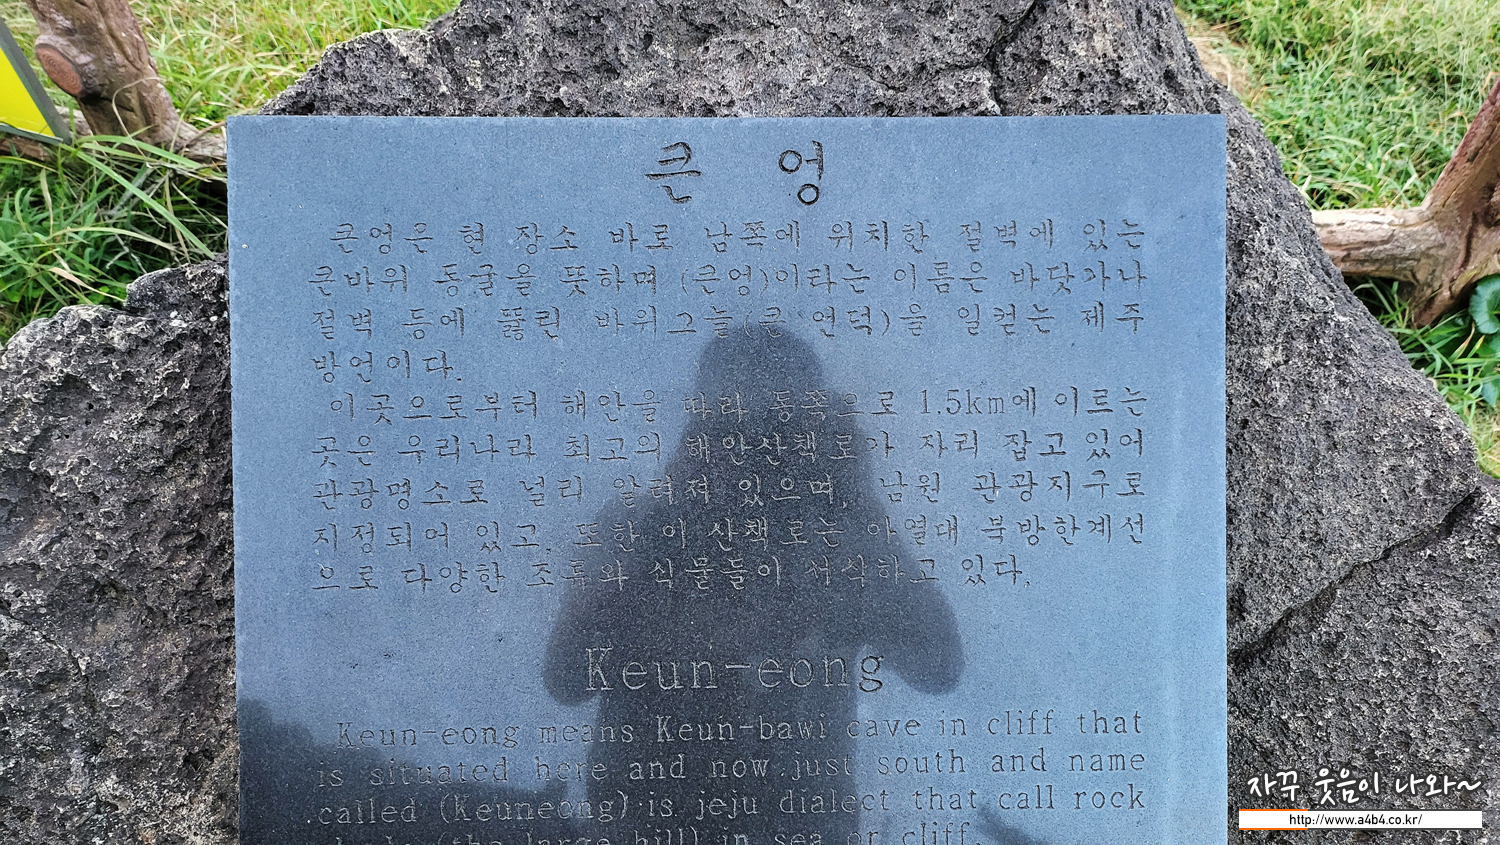 큰 엉
큰엉은 현 장소 바로 남쪽에 위치한 절벽에 있는
큰바위 동굴을 뜻하며 (큰엉)이라는 이름은 바닷가나
절벽 등에 뚫린 바위그늘(큰 언덕)을 일컫는 제주
방언이다.
이곳으로부터 해안을 따라 동쪽으로 1.5km에 이르는
곳은 우리나라 최고의 해안산책로가 자리 잡고 있어
관광명소로 널리 알려져 있으며, 남원 관광지구로
지정되어 있고, 또한 이 산책로는 아열대 북방한계선
으로 다양한 조류와 식물들이 서식하고 있다.
Keun-eong
Keun-eong means Keun-bawi cave in cliff that
is situated here and now just south and name
called (Keuneong) is jeju dialect that call rock
(the large hill) in sea or cliff.
자꾸 웃음이 나와~
http://www.a4b4.co.kr/